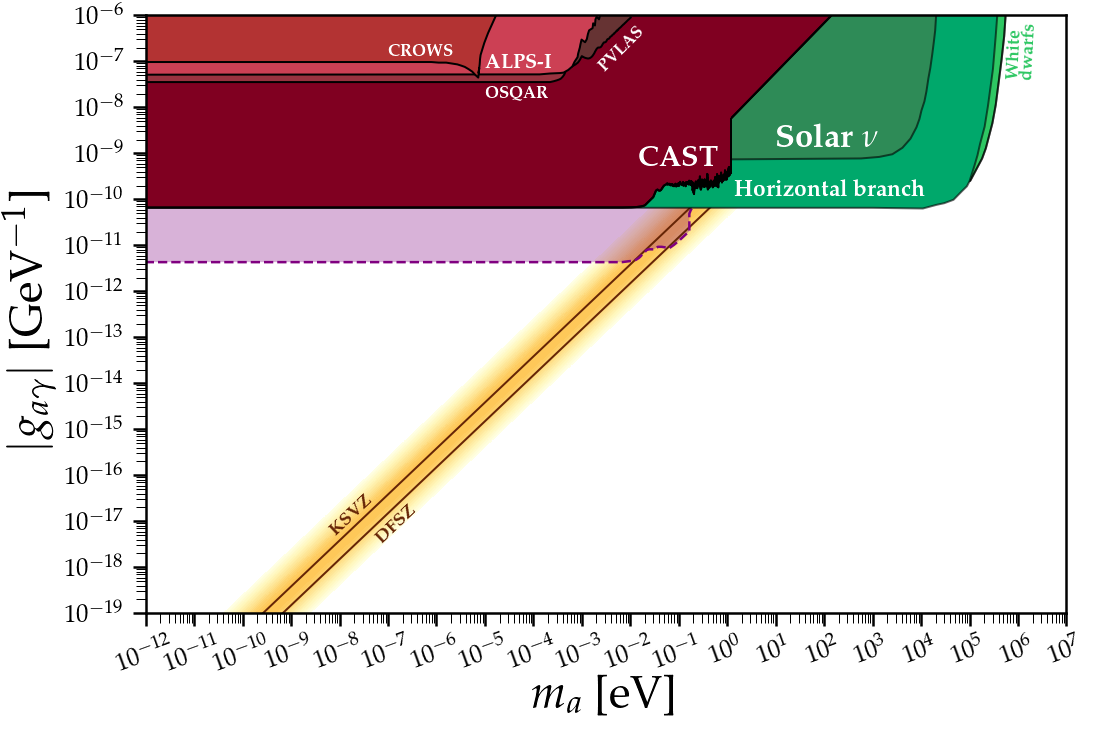 10⁻⁶
10⁻⁷
10⁻⁸
10⁻⁹
10⁻¹⁰
10⁻¹¹
10⁻¹²
10⁻¹³
10⁻¹⁴
10⁻¹⁵
10⁻¹⁶
10⁻¹⁷
10⁻¹⁸
10⁻¹⁹
|g_{aγ}| [GeV⁻¹]
CROWS
ALPS-I
OSQAR
PVLAS
CAST
Solar ν
Horizontal branch
White
dwarfs
KSVZ
DFSZ
10⁻¹² 10⁻¹¹ 10⁻¹⁰ 10⁻⁹ 10⁻⁸ 10⁻⁷ 10⁻⁶ 10⁻⁵ 10⁻⁴ 10⁻³ 10⁻² 10⁻¹ 10⁰ 10¹ 10² 10³ 10⁴ 10⁵ 10⁶ 10⁷
mₐ [eV]